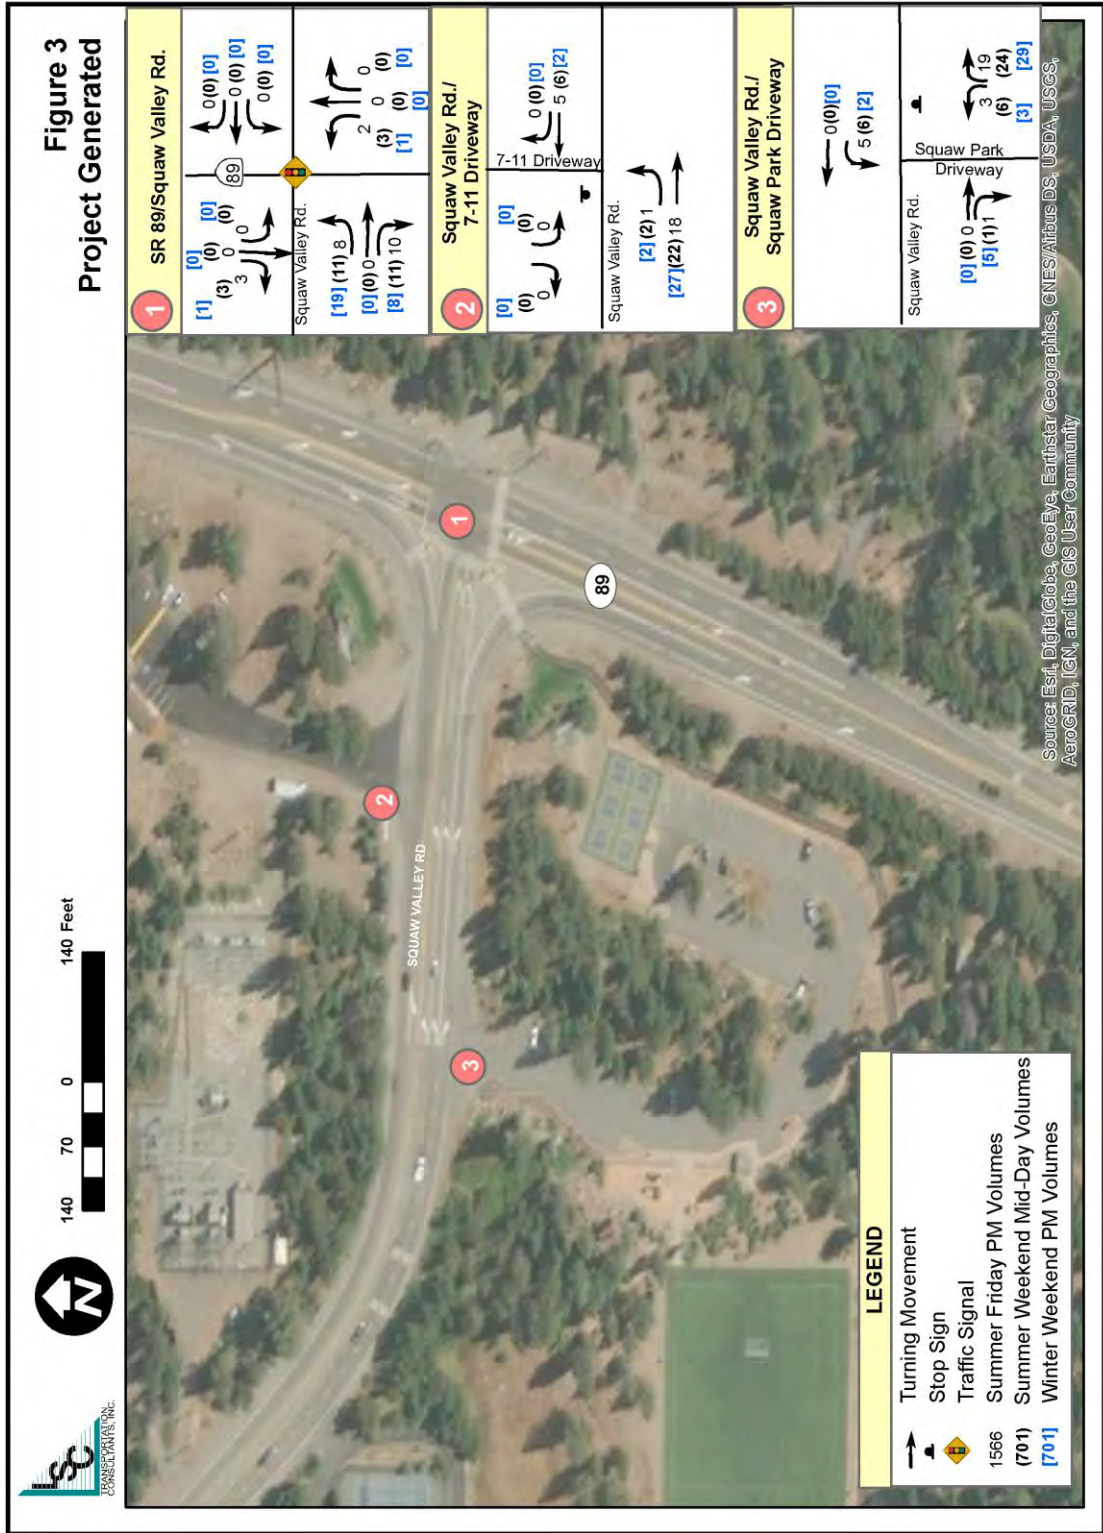 Figure 3
Project Generated
TRANSPORTATION
CONSULTANTS, INC.
N
140 70 0 140 Feet
1
SR 89/Squaw Valley Rd.
[1] [0] [0]
(3) (0) (0)
3 0 0
89
0 (0) [0]
0 (0) [0]
0 (0) [0]
Squaw Valley Rd.
[19] (11) 8
[0] (0) 0
[8] (11) 10
2 0 0
(3) (0) (0)
[1] [0] [0]
2
Squaw Valley Rd./
7-11 Driveway
[0] [0]
(0) (0)
0 0
7-11 Driveway
0 (0) [0]
5 (6) [2]
Squaw Valley Rd.
[2] (2) 1
[27] (22) 18
3
Squaw Valley Rd./
Squaw Park Driveway
0 (0) [0]
5 (6) [2]
Squaw Valley Rd.
[0] (0) 0
[5] (1) 1
Squaw Park
Driveway
3 19
(6) (24)
[3] [29]
1
2
3
89
SQUAW VALLEY RD
LEGEND
Turning Movement
Stop Sign
Traffic Signal
1566 Summer Friday PM Volumes
(701) Summer Weekend Mid-Day Volumes
[701] Winter Weekend PM Volumes
Source: Esri, DigitalGlobe, GeoEye, Earthstar Geographics, CNES/Airbus DS, USDA, USGS,
AeroGRID, IGN, and the GIS User Community